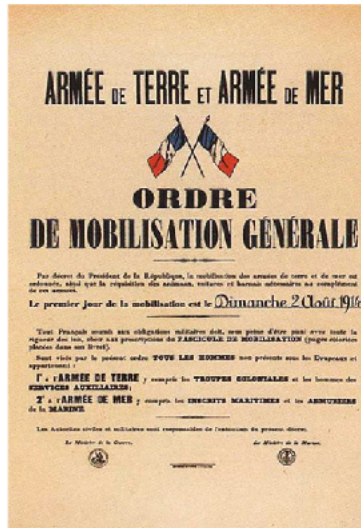 ARMÉE DE TERRE ET ARMÉE DE MER
ORDRE
DE MOBILISATION GÉNÉRALE
Par décret du Président de la République, la mobilisation des armées de terre et de mer est
ordonnée, ainsi que la réquisition des animaux, voitures et harnais nécessaires au complément
de ces armées.
Le premier jour de la mobilisation est le Dimanche 2 Août 1914
Tout Français soumis aux obligations militaires doit, sous peine d'être puni avec toute la
rigueur des lois, obéir aux prescriptions du FASCICULE DE MOBILISATION (pages coloriées
placées dans son livret).
Sont visés par le présent ordre TOUS LES HOMMES non présents sous les Drapeaux et
appartenant :
1° à l'ARMÉE DE TERRE y compris les TROUPES COLONIALES et les hommes des
SERVICES AUXILIAIRES;
2° à l'ARMÉE DE MER y compris les INSCRITS MARITIMES et les ARMURIERS
de la MARINE.
Les Autorités civiles et militaires sont responsables de l'exécution du présent décret.
Le Ministre de la Guerre, Le Ministre de la Marine,